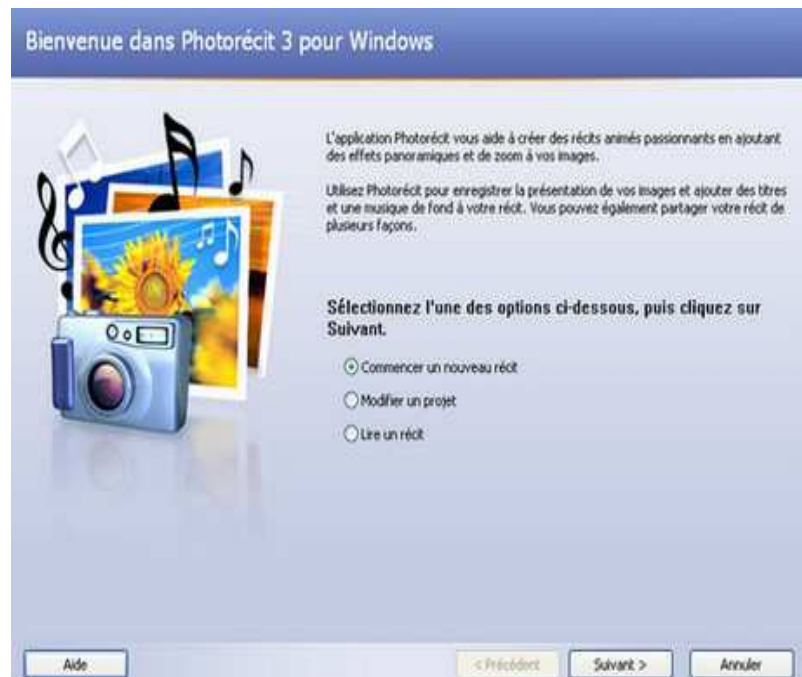 Bienvenue dans Photorécit 3 pour Windows
L'application Photorécit vous aide à créer des récits animés passionnants en ajoutant
des effets panoramiques et de zoom à vos images.
Utilisez Photorécit pour enregistrer la présentation de vos images et ajouter des titres
et une musique de fond à votre récit. Vous pouvez également partager votre récit de
plusieurs façons.
Sélectionnez l'une des options ci-dessous, puis cliquez sur
Suivant.
Commencer un nouveau récit
Modifier un projet
Lire un récit
Aide
< Précédent
Suivant >
Annuler